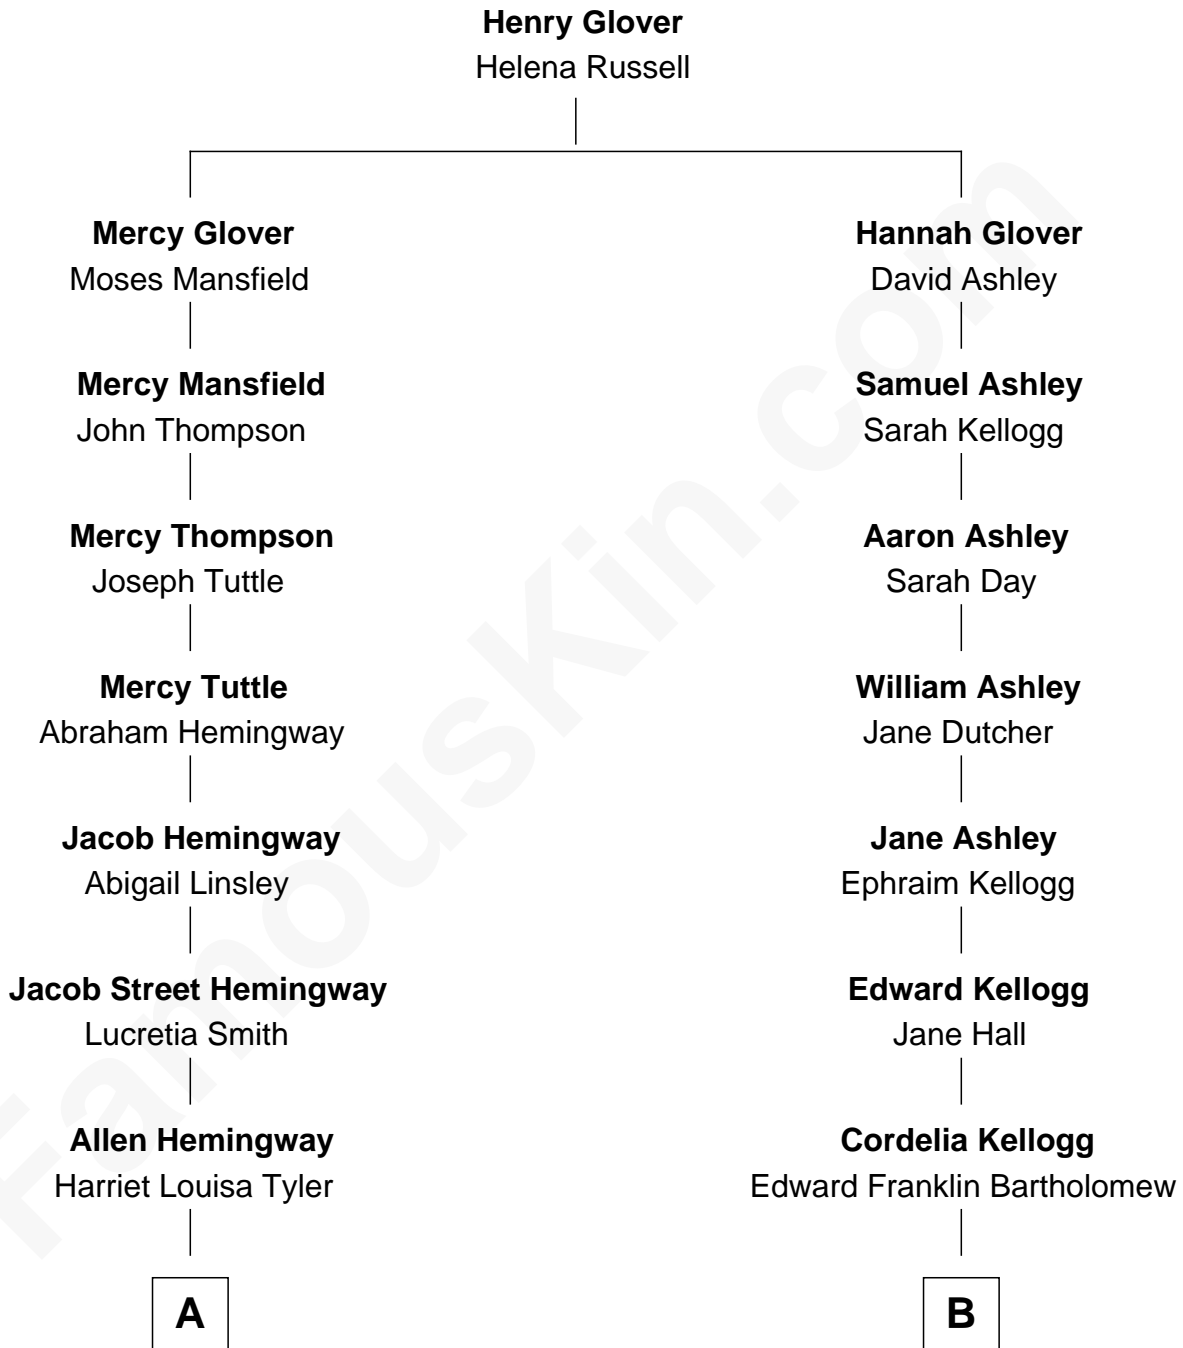 Henry Glover
Helena Russell
Mercy Glover
Moses Mansfield
Mercy Mansfield
John Thompson
Mercy Thompson
Joseph Tuttle
Mercy Tuttle
Abraham Hemingway
Jacob Hemingway
Abigail Linsley
Jacob Street Hemingway
Lucretia Smith
Allen Hemingway
Harriet Louisa Tyler
A
Hannah Glover
David Ashley
Samuel Ashley
Sarah Kellogg
Aaron Ashley
Sarah Day
William Ashley
Jane Dutcher
Jane Ashley
Ephraim Kellogg
Edward Kellogg
Jane Hall
Cordelia Kellogg
Edward Franklin Bartholomew
B
FamousKin.com